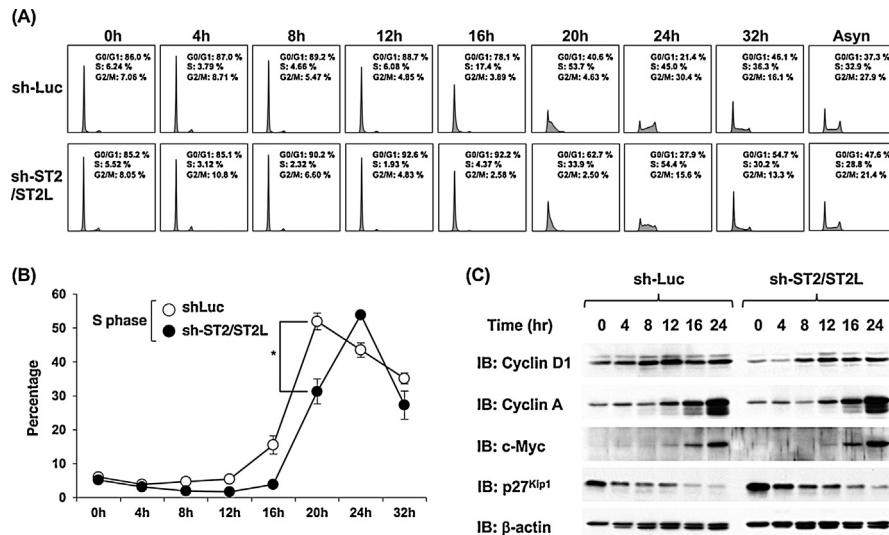 (A)
0h 4h 8h 12h 16h 20h 24h 32h Asyn
sh-Luc
G0/G1: 86.0 % G0/G1: 87.0 % G0/G1: 89.2 % G0/G1: 88.7 % G0/G1: 78.1 % G0/G1: 40.6 % G0/G1: 21.4 % G0/G1: 46.1 % G0/G1: 37.3 %
S: 6.24 % S: 3.79 % S: 4.66 % S: 6.08 % S: 17.4 % S: 53.7 % S: 45.0 % S: 36.3 % S: 32.9 %
G2/M: 7.06 % G2/M: 8.71 % G2/M: 5.47 % G2/M: 4.85 % G2/M: 3.89 % G2/M: 4.63 % G2/M: 30.4 % G2/M: 16.1 % G2/M: 27.9 %
sh-ST2
/ST2L
G0/G1: 85.2 % G0/G1: 85.1 % G0/G1: 90.2 % G0/G1: 92.6 % G0/G1: 92.2 % G0/G1: 62.7 % G0/G1: 27.9 % G0/G1: 54.7 % G0/G1: 47.6 %
S: 5.52 % S: 3.12 % S: 2.32 % S: 1.93 % S: 4.37 % S: 33.9 % S: 54.4 % S: 30.2 % S: 28.8 %
G2/M: 8.05 % G2/M: 10.8 % G2/M: 6.60 % G2/M: 4.83 % G2/M: 2.58 % G2/M: 2.50 % G2/M: 15.6 % G2/M: 13.3 % G2/M: 21.4 %
(B)
S phase
shLuc
sh-ST2/ST2L
*
Percentage
60
50
40
30
20
10
0
0h 4h 8h 12h 16h 20h 24h 32h
(C)
sh-Luc sh-ST2/ST2L
Time (hr) 0 4 8 12 16 24 0 4 8 12 16 24
IB: Cyclin D1
IB: Cyclin A
IB: c-Myc
IB: p27Kip1
IB: β-actin